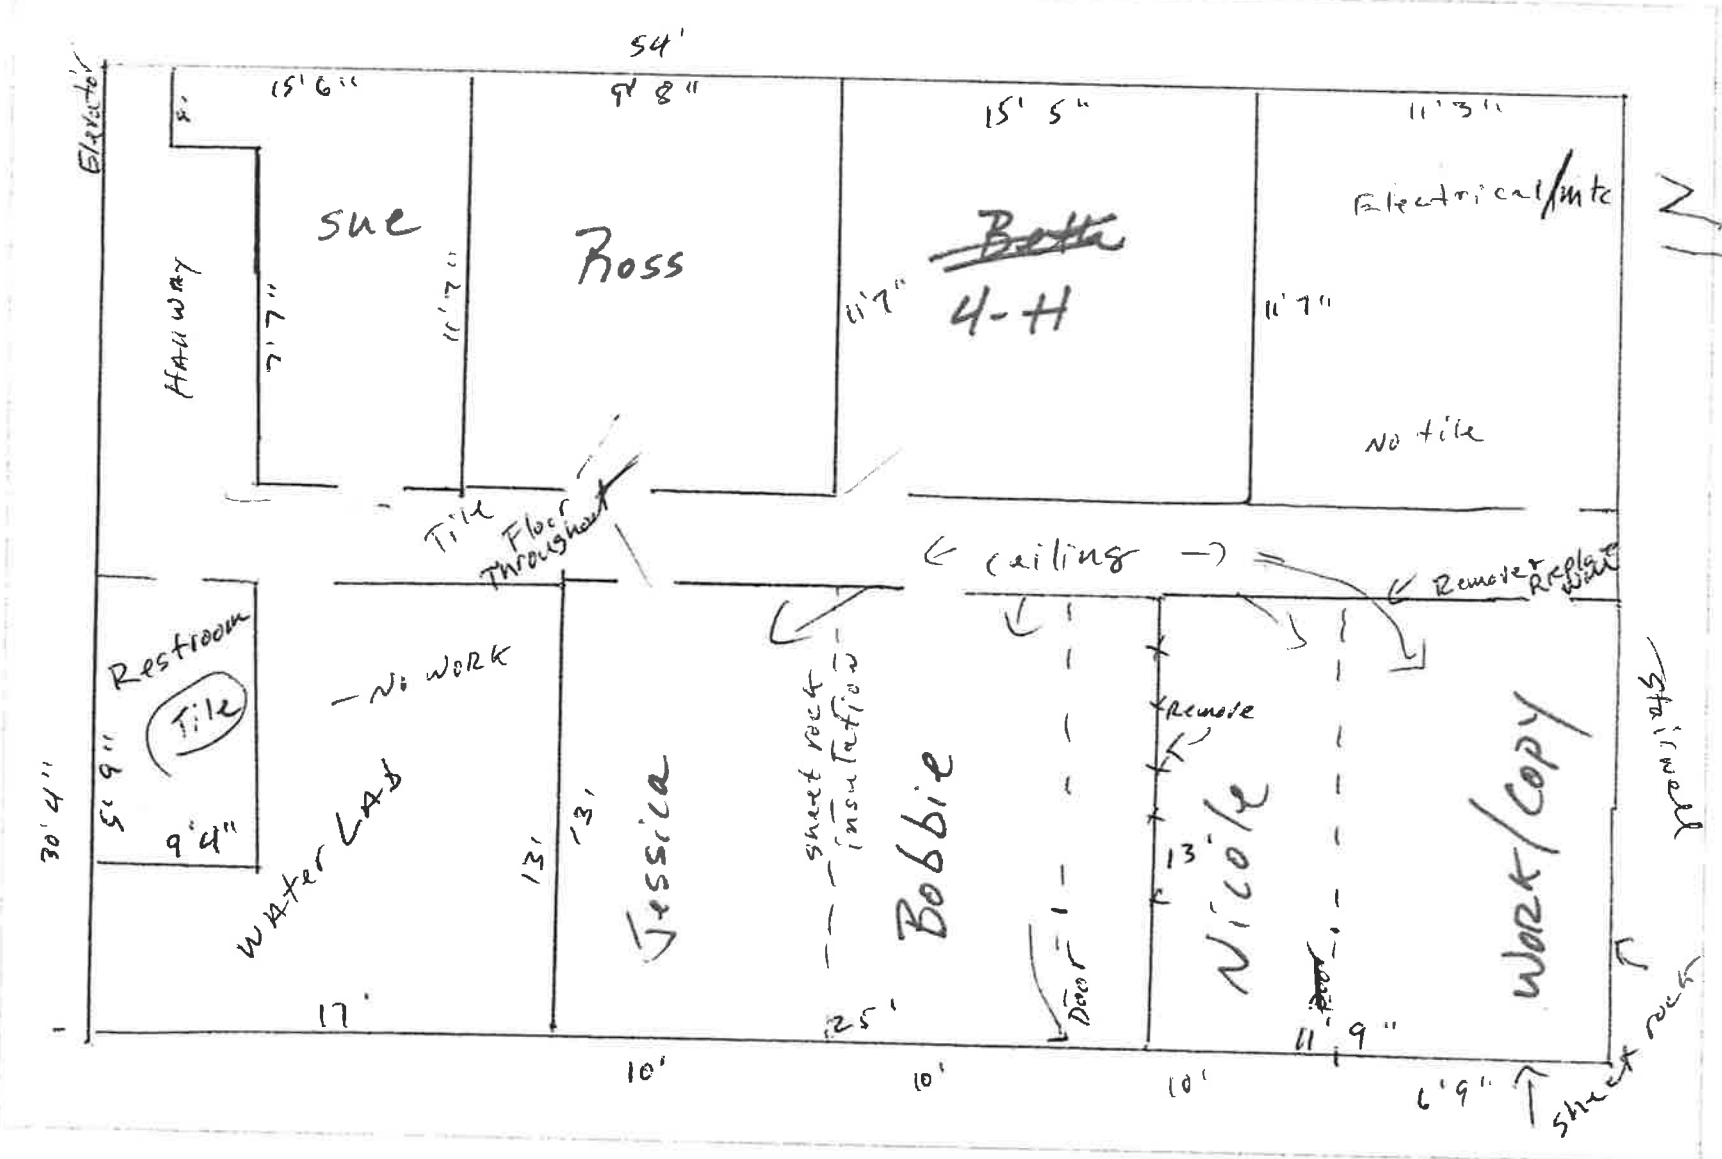 54'
Elevator
15' 6"
9' 8"
15' 5"
11' 3"
Electrical/mtc
Sue
Ross
Betta
4-H
HALLWAY
7' 7"
11' 7"
11' 7"
11' 7"
No tile
Tile
Floor
Throughout
← Ceiling →
Remove + Replace
Wall
Restroom
Tile
- No WORK
5' 9"
9' 4"
30' 4"
WAter LAB
13'
13'
Jessica
sheet rock
insulation
Bobbie
Remove
13'
Nicole
Work/Copy
Stairwell
Door
Door
17'
25'
11' 9"
10'
10'
10'
6' 9"
Sheet rock